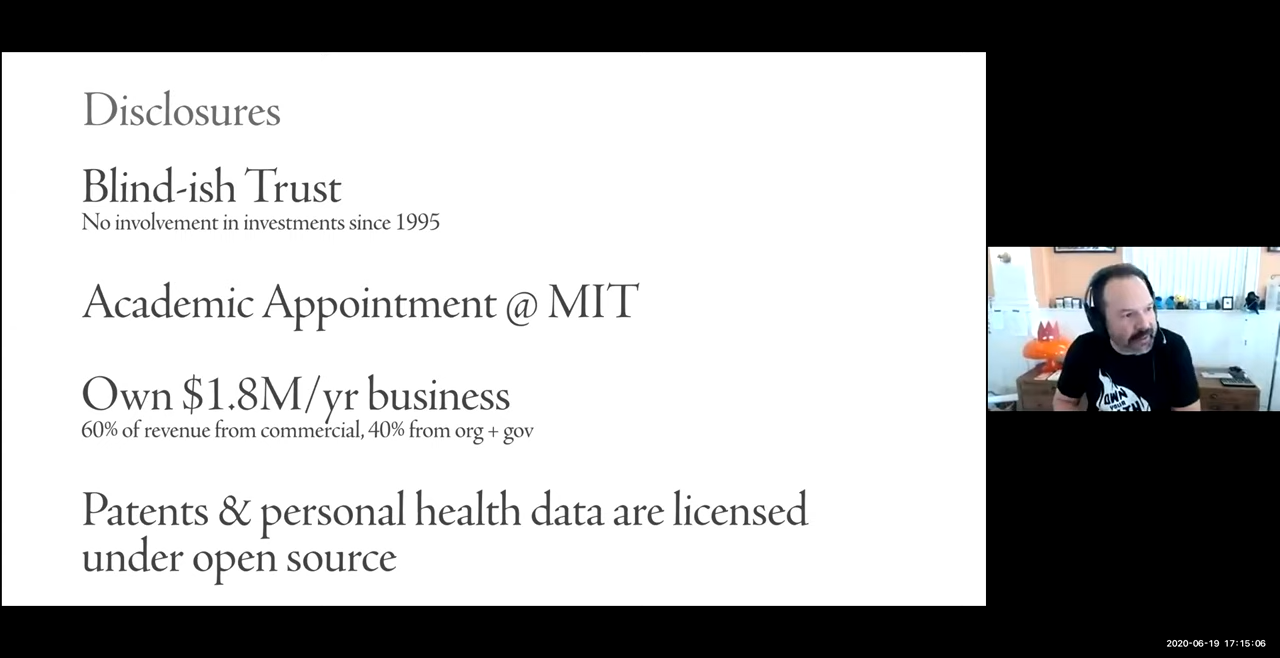 Disclosures
Blind-ish Trust
No involvement in investments since 1995
Academic Appointment @ MIT
Own $1.8M/yr business
60% of revenue from commercial, 40% from org + gov
Patents & personal health data are licensed
under open source
OWN
YOUR
2020-06-19 17:15:06